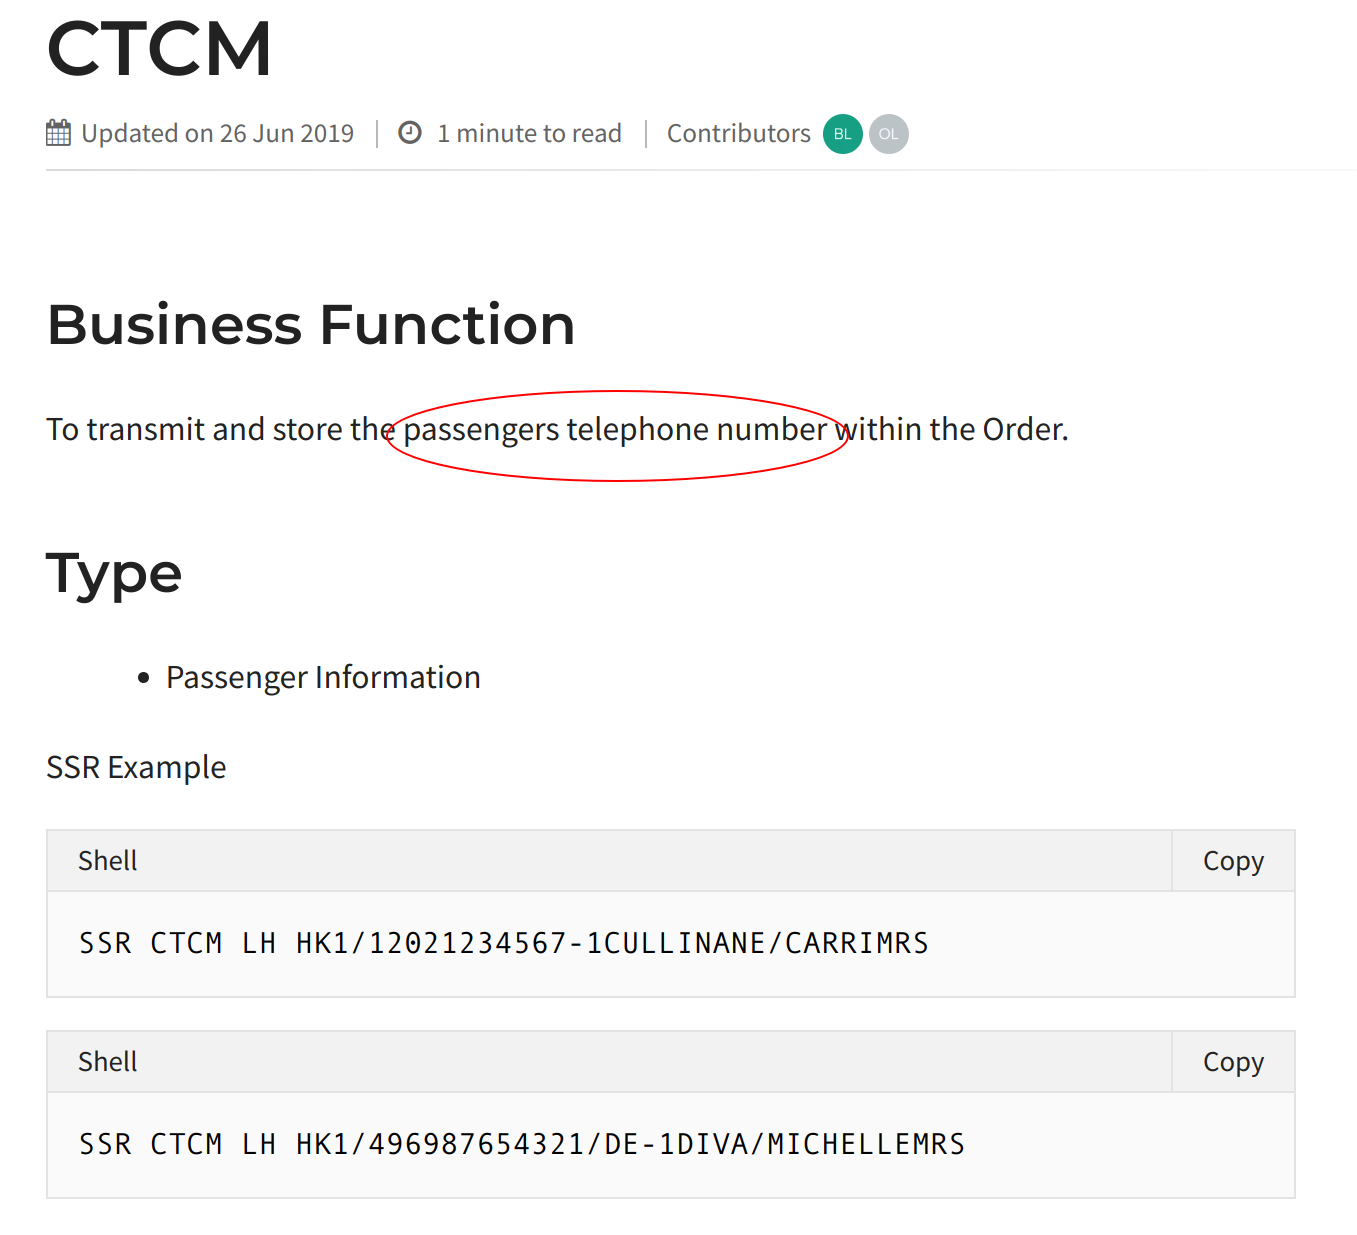 CTCM
Updated on 26 Jun 2019 1 minute to read Contributors BL OL
Business Function
To transmit and store the passengers telephone number within the Order.
Type
• Passenger Information
SSR Example
Shell Copy
SSR CTCM LH HK1/12021234567-1CULLINANE/CARRIMRS
Shell Copy
SSR CTCM LH HK1/496987654321/DE-1DIVA/MICHELLEMRS